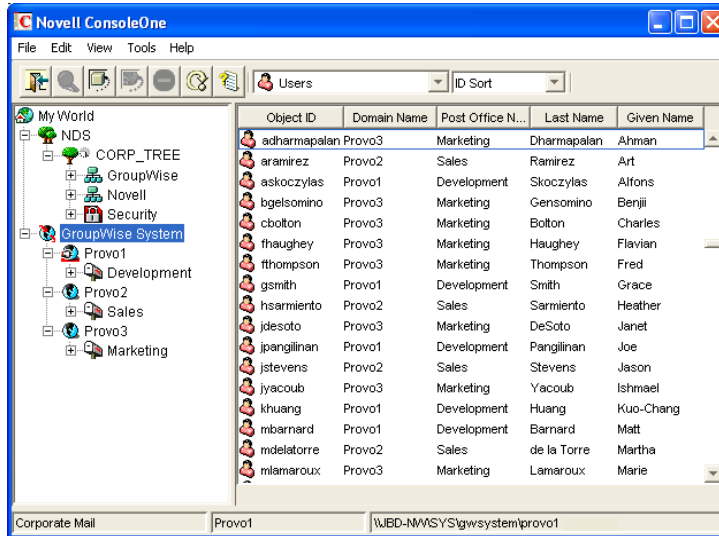 Novell ConsoleOne
File Edit View Tools Help
Users ID Sort
My World
NDS
CORP_TREE
GroupWise
Novell
Security
GroupWise System
Provo1
Development
Provo2
Sales
Provo3
Marketing
Object ID Domain Name Post Office N... Last Name Given Name
adharmapalan Provo3 Marketing Dharmapalan Ahman
aramirez Provo2 Sales Ramirez Art
askoczylas Provo1 Development Skoczylas Alfons
bgelsomino Provo3 Marketing Gensomino Benjii
cbolton Provo3 Marketing Bolton Charles
fhaughey Provo3 Marketing Haughey Flavian
fthompson Provo3 Marketing Thompson Fred
gsmith Provo1 Development Smith Grace
hsarmiento Provo2 Sales Sarmiento Heather
jdesoto Provo3 Marketing DeSoto Janet
jpangilinan Provo1 Development Pangilinan Joe
jstevens Provo2 Sales Stevens Jason
jyacoub Provo3 Marketing Yacoub Ishmael
khuang Provo1 Development Huang Kuo-Chang
mbarnard Provo1 Development Barnard Matt
mdelatorre Provo2 Sales de la Torre Martha
mlamaroux Provo3 Marketing Lamaroux Marie
Corporate Mail Provo1 \\JBD-NW\SYS\gwsystem\provo1